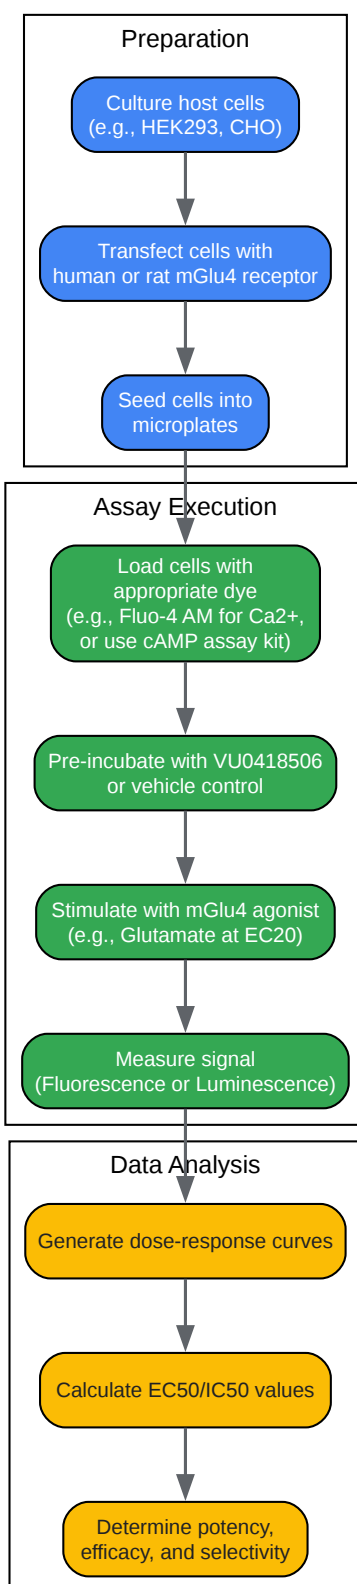 Preparation
Culture host cells
(e.g., HEK293, CHO)
Transfect cells with
human or rat mGlu4 receptor
Seed cells into
microplates
Assay Execution
Load cells with
appropriate dye
(e.g., Fluo-4 AM for Ca2+,
or use cAMP assay kit)
Pre-incubate with VU0418506
or vehicle control
Stimulate with mGlu4 agonist
(e.g., Glutamate at EC20)
Measure signal
(Fluorescence or Luminescence)
Data Analysis
Generate dose-response curves
Calculate EC50/IC50 values
Determine potency,
efficacy, and selectivity